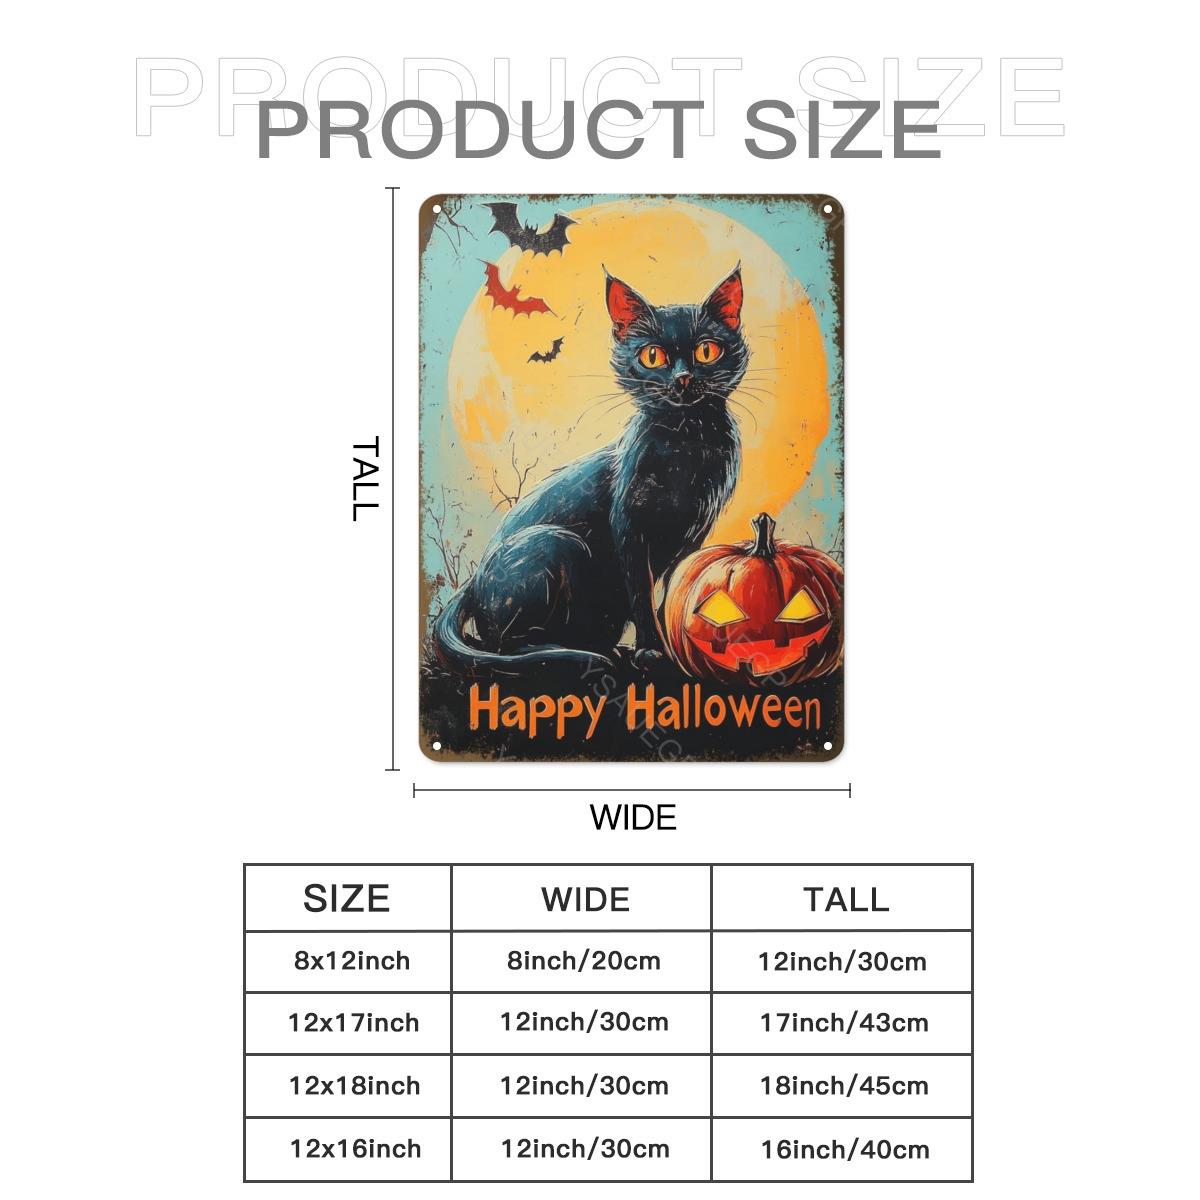 PRODUCT SIZE
PRODUCT SIZE
TALL
Happy Halloween
WIDE
SIZE WIDE TALL
8x12inch 8inch/20cm 12inch/30cm
12x17inch 12inch/30cm 17inch/43cm
12x18inch 12inch/30cm 18inch/45cm
12x16inch 12inch/30cm 16inch/40cm